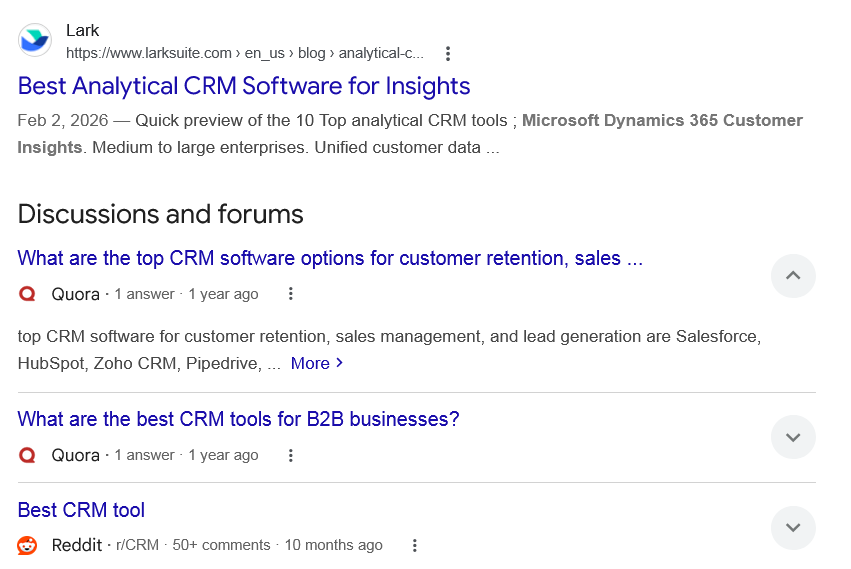 Lark
https://www.larksuite.com › en_us › blog › analytical-c...
Best Analytical CRM Software for Insights
Feb 2, 2026 — Quick preview of the 10 Top analytical CRM tools ; Microsoft Dynamics 365 Customer
Insights. Medium to large enterprises. Unified customer data ...
Discussions and forums
What are the top CRM software options for customer retention, sales ...
Quora · 1 answer · 1 year ago
top CRM software for customer retention, sales management, and lead generation are Salesforce,
HubSpot, Zoho CRM, Pipedrive, ... More ›
What are the best CRM tools for B2B businesses?
Quora · 1 answer · 1 year ago
Best CRM tool
Reddit · r/CRM · 50+ comments · 10 months ago